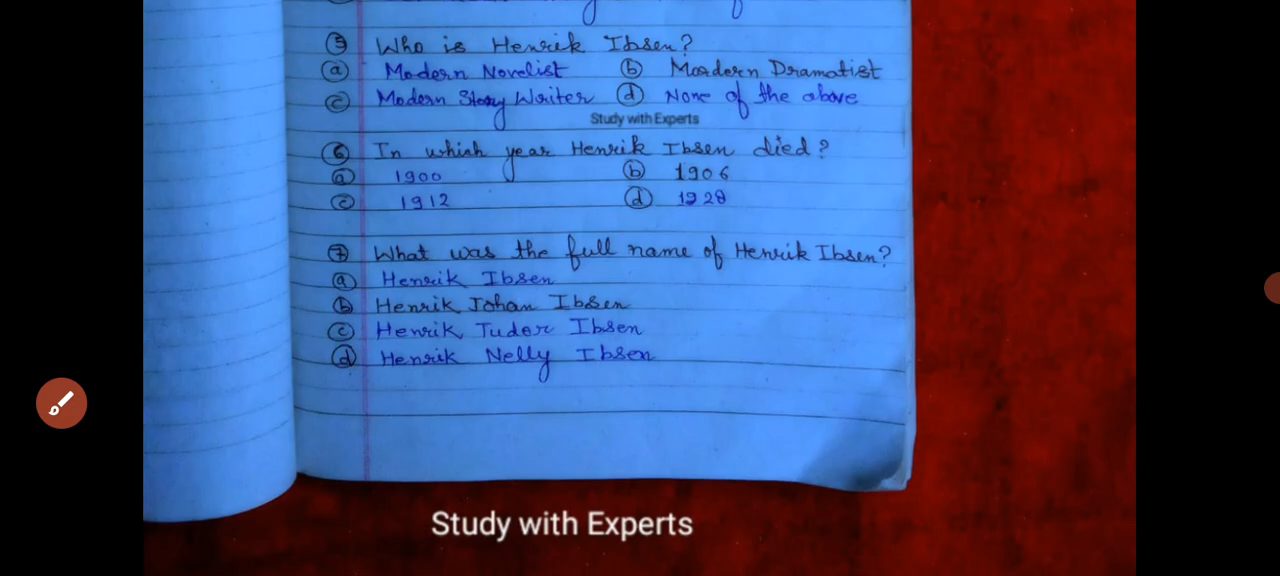 ⑤ Who is Henrik Ibsen?
ⓐ Modern Novelist ⓑ Moadern Dramatist
ⓒ Modern Story Writer ⓓ None of the above
Study with Experts
⑥ In which year Henrik Ibsen died?
ⓐ 1900 ⓑ 1906
ⓒ 1912 ⓓ 1928
⑦ What was the full name of Henrik Ibsen?
ⓐ Henrik Ibsen
ⓑ Henrik Johan Ibsen
ⓒ Henrik Tudor Ibsen
ⓓ Henrik Nelly Ibsen
Study with Experts